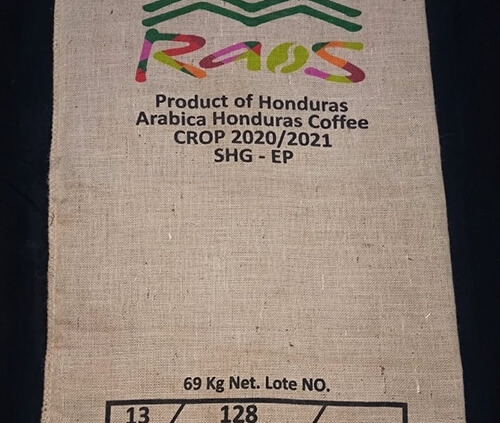 RAOS
Product of Honduras
Arabica Honduras Coffee
CROP 2020/2021
SHG - EP
69 Kg Net. Lote NO.
13 / 128 /